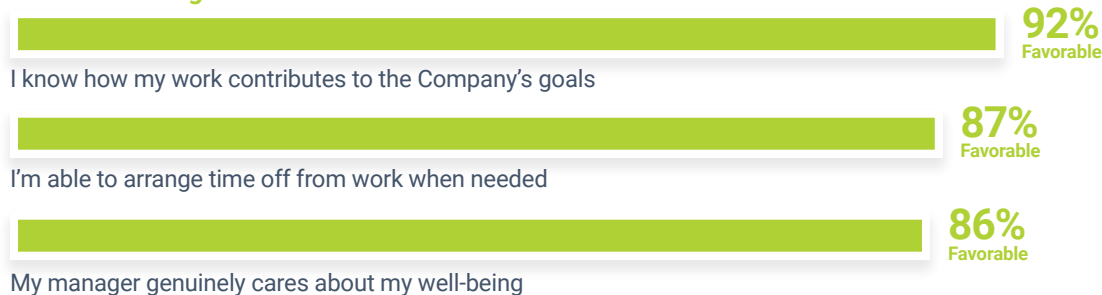 92%
Favorable
I know how my work contributes to the Company’s goals
87%
Favorable
I’m able to arrange time off from work when needed
86%
Favorable
My manager genuinely cares about my well-being